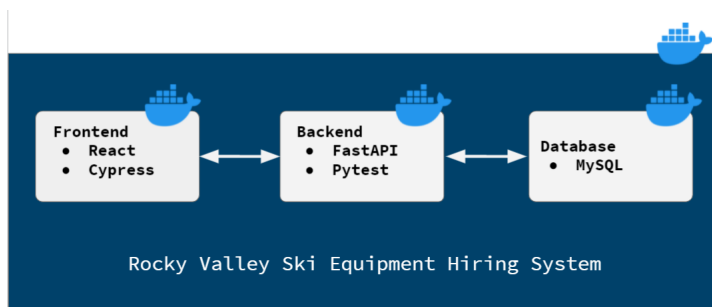 Frontend
● React
● Cypress
Backend
● FastAPI
● Pytest
Database
● MySQL
Rocky Valley Ski Equipment Hiring System